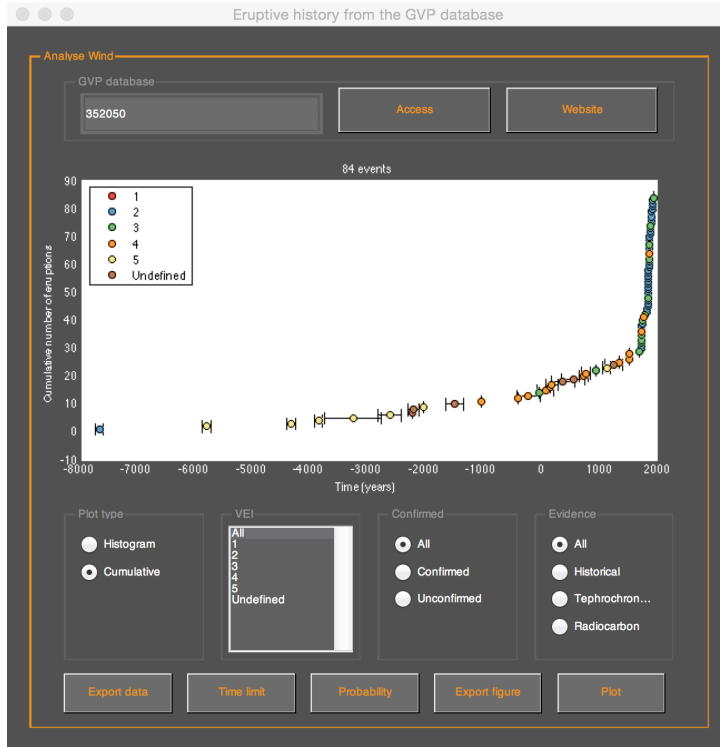 Eruptive history from the GVP database
Analyse Wind
GVP database
352050
Access
Website
84 events
90
80
70
60
50
40
30
20
10
0
-10
Cumulative number of eruptions
1
2
3
4
5
Undefined
-8000 -7000 -6000 -5000 -4000 -3000 -2000 -1000 0 1000 2000
Time (years)
Plot type
Histogram
Cumulative
VEI
All
1
2
3
4
5
Undefined
Confirmed
All
Confirmed
Unconfirmed
Evidence
All
Historical
Tephrochron...
Radiocarbon
Export data
Time limit
Probability
Export figure
Plot